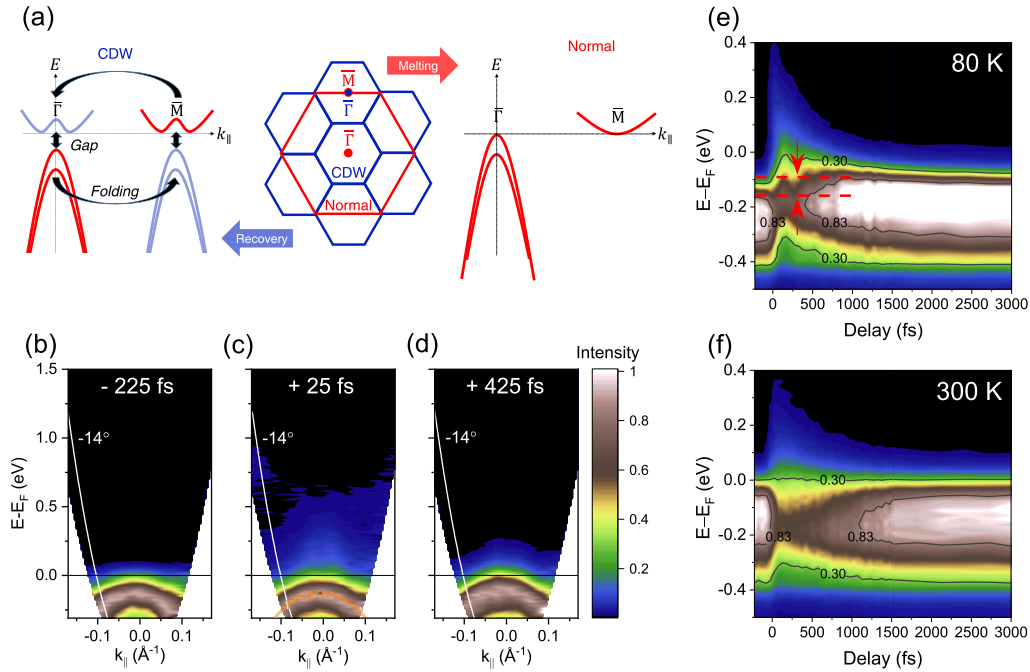 (a)
CDW
E
Γ̅
M̅
k∥
Gap
Folding
Recovery
M̅
Γ̅
Γ̅
CDW
Normal
Melting
Normal
E
Γ̅
M̅
k∥
(b)
(c)
(d)
- 225 fs
+ 25 fs
+ 425 fs
-14°
-14°
-14°
E-EF (eV)
1.5
1.0
0.5
0.0
-0.1 0.0 0.1
-0.1 0.0 0.1
-0.1 0.0 0.1
k∥ (Å-1)
k∥ (Å-1)
k∥ (Å-1)
Intensity
1
0.8
0.6
0.4
0.2
(e)
80 K
E−EF (eV)
0.4
0.2
0.0
-0.2
-0.4
0.30
0.83
0.83
0.30
0 500 1000 1500 2000 2500 3000
Delay (fs)
(f)
300 K
E−EF (eV)
0.4
0.2
0.0
-0.2
-0.4
0.30
0.83
0.83
0.30
0 500 1000 1500 2000 2500 3000
Delay (fs)